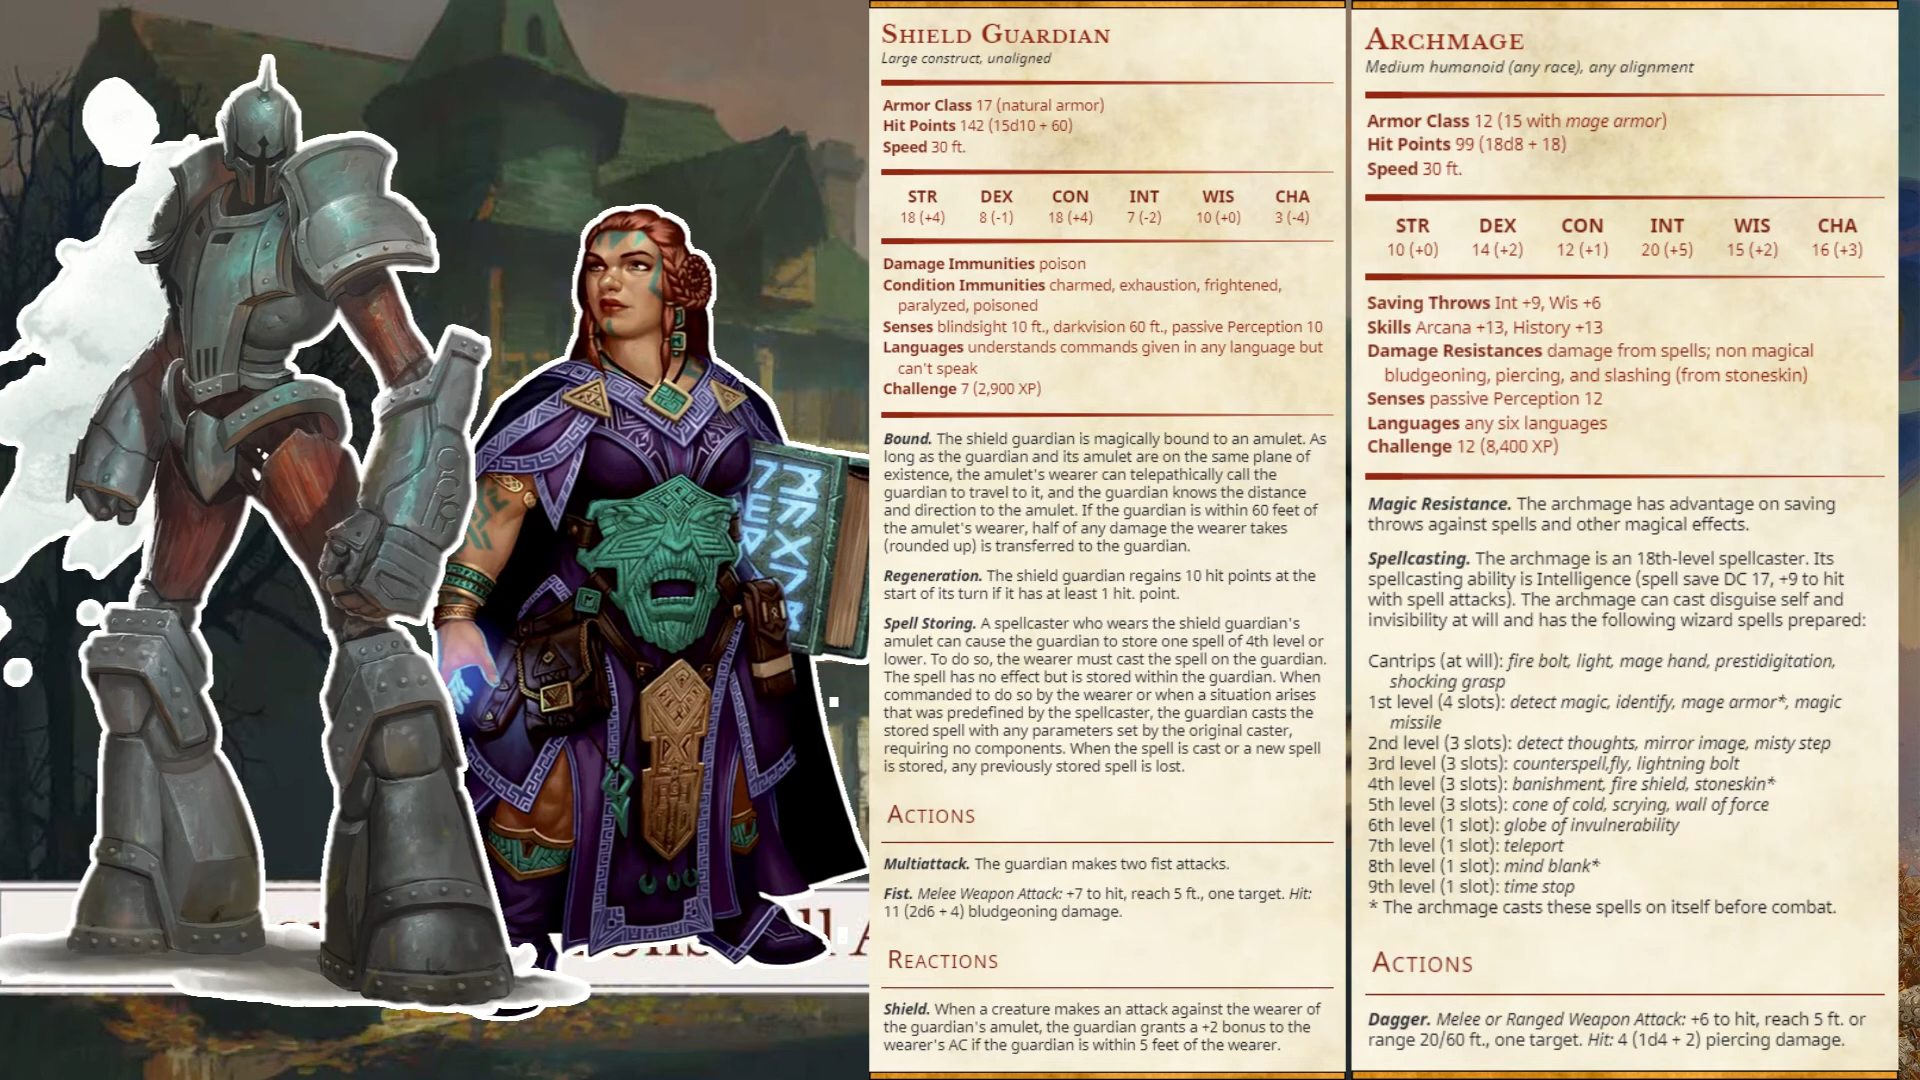 SHIELD GUARDIAN
Large construct, unaligned
Armor Class 17 (natural armor)
Hit Points 142 (15d10 + 60)
Speed 30 ft.
STR DEX CON INT WIS CHA
18 (+4) 8 (-1) 18 (+4) 7 (-2) 10 (+0) 3 (-4)
Damage Immunities poison
Condition Immunities charmed, exhaustion, frightened,
paralyzed, poisoned
Senses blindsight 10 ft., darkvision 60 ft., passive Perception 10
Languages understands commands given in any language but
can't speak
Challenge 7 (2,900 XP)
Bound. The shield guardian is magically bound to an amulet. As
long as the guardian and its amulet are on the same plane of
existence, the amulet's wearer can telepathically call the
guardian to travel to it, and the guardian knows the distance
and direction to the amulet. If the guardian is within 60 feet of
the amulet's wearer, half of any damage the wearer takes
(rounded up) is transferred to the guardian.
Regeneration. The shield guardian regains 10 hit points at the
start of its turn if it has at least 1 hit. point.
Spell Storing. A spellcaster who wears the shield guardian's
amulet can cause the guardian to store one spell of 4th level or
lower. To do so, the wearer must cast the spell on the guardian.
The spell has no effect but is stored within the guardian. When
commanded to do so by the wearer or when a situation arises
that was predefined by the spellcaster, the guardian casts the
stored spell with any parameters set by the original caster,
requiring no components. When the spell is cast or a new spell
is stored, any previously stored spell is lost.
ACTIONS
Multiattack. The guardian makes two fist attacks.
Fist. Melee Weapon Attack: +7 to hit, reach 5 ft., one target. Hit:
11 (2d6 + 4) bludgeoning damage.
REACTIONS
Shield. When a creature makes an attack against the wearer of
the guardian's amulet, the guardian grants a +2 bonus to the
wearer's AC if the guardian is within 5 feet of the wearer.
ARCHMAGE
Medium humanoid (any race), any alignment
Armor Class 12 (15 with mage armor)
Hit Points 99 (18d8 + 18)
Speed 30 ft.
STR DEX CON INT WIS CHA
10 (+0) 14 (+2) 12 (+1) 20 (+5) 15 (+2) 16 (+3)
Saving Throws Int +9, Wis +6
Skills Arcana +13, History +13
Damage Resistances damage from spells; non magical
bludgeoning, piercing, and slashing (from stoneskin)
Senses passive Perception 12
Languages any six languages
Challenge 12 (8,400 XP)
Magic Resistance. The archmage has advantage on saving
throws against spells and other magical effects.
Spellcasting. The archmage is an 18th-level spellcaster. Its
spellcasting ability is Intelligence (spell save DC 17, +9 to hit
with spell attacks). The archmage can cast disguise self and
invisibility at will and has the following wizard spells prepared:
Cantrips (at will): fire bolt, light, mage hand, prestidigitation,
shocking grasp
1st level (4 slots): detect magic, identify, mage armor*, magic
missile
2nd level (3 slots): detect thoughts, mirror image, misty step
3rd level (3 slots): counterspell,fly, lightning bolt
4th level (3 slots): banishment, fire shield, stoneskin*
5th level (3 slots): cone of cold, scrying, wall of force
6th level (1 slot): globe of invulnerability
7th level (1 slot): teleport
8th level (1 slot): mind blank*
9th level (1 slot): time stop
* The archmage casts these spells on itself before combat.
ACTIONS
Dagger. Melee or Ranged Weapon Attack: +6 to hit, reach 5 ft. or
range 20/60 ft., one target. Hit: 4 (1d4 + 2) piercing damage.